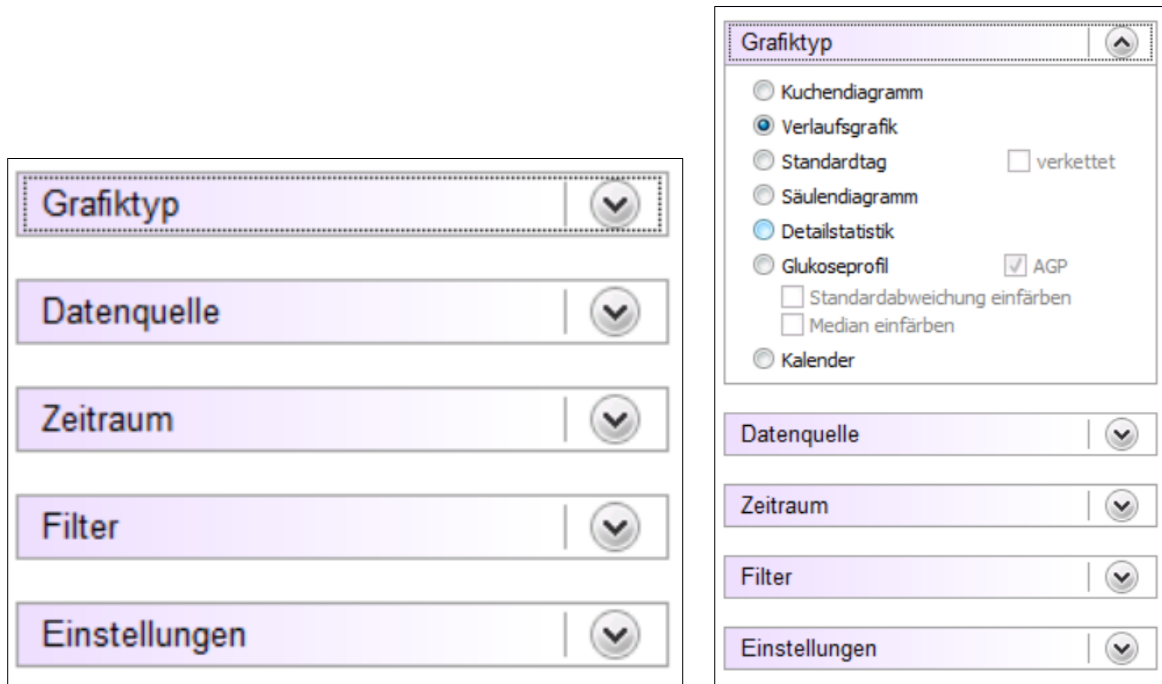 Grafiktyp
Datenquelle
Zeitraum
Filter
Einstellungen
Grafiktyp
Kuchendiagramm
Verlaufsgrafik
Standardtag verkettet
Säulendiagramm
Detailstatistik
Glukoseprofil AGP
Standardabweichung einfärben
Median einfärben
Kalender
Datenquelle
Zeitraum
Filter
Einstellungen